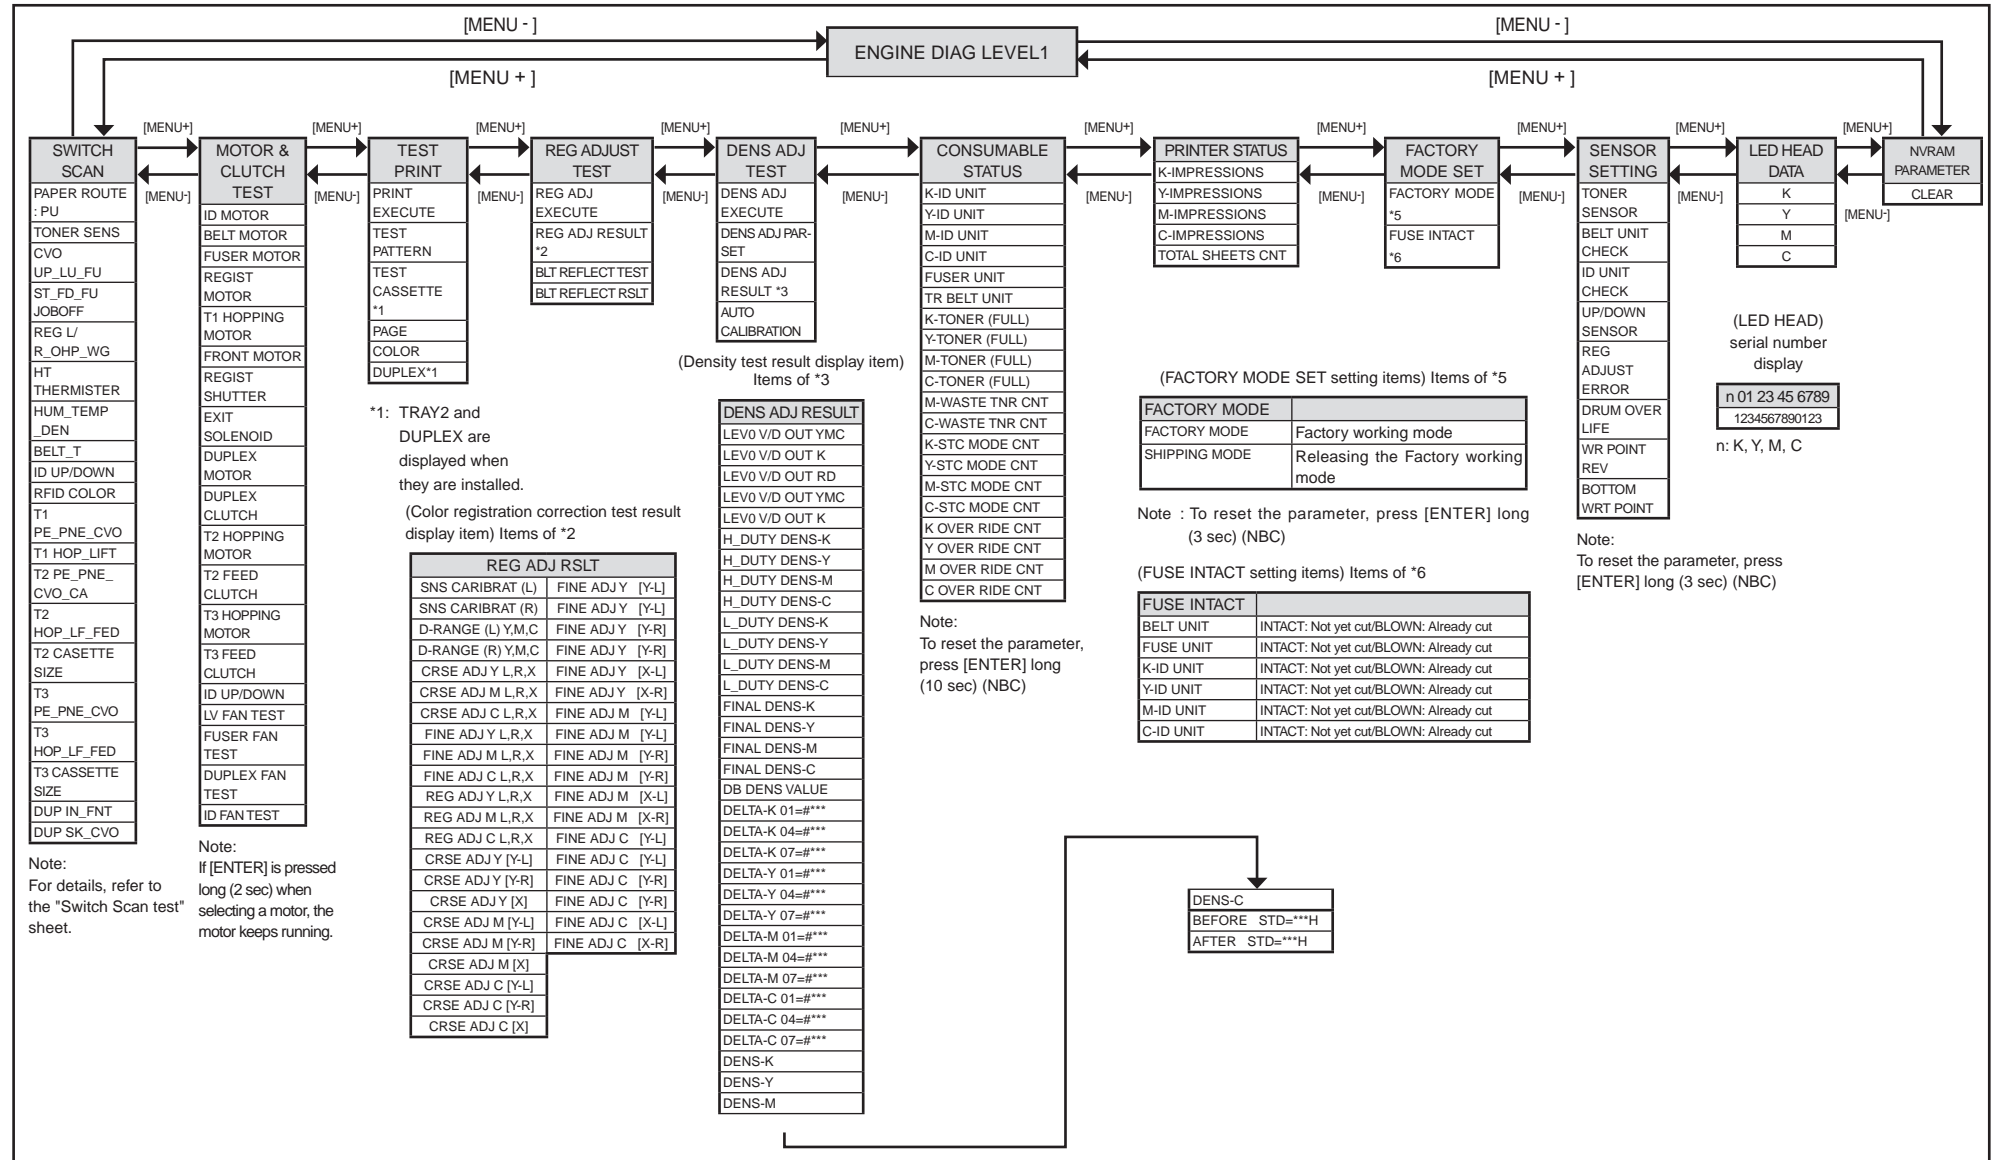 [MENU - ]
[MENU - ]
ENGINE DIAG LEVEL1
[MENU + ]
[MENU + ]
[MENU+]
[MENU+]
[MENU+]
[MENU+]
[MENU+]
[MENU+]
[MENU+]
[MENU+]
[MENU+]
[MENU+]
[MENU-]
[MENU-]
[MENU-]
[MENU-]
[MENU-]
[MENU-]
[MENU-]
[MENU-]
[MENU-]
[MENU-]
SWITCH
SCAN
PAPER ROUTE
: PU
TONER SENS
CVO
UP_LU_FU
ST_FD_FU
JOBOFF
REG L/
R_OHP_WG
HT
THERMISTER
HUM_TEMP
_DEN
BELT_T
ID UP/DOWN
RFID COLOR
T1
PE_PNE_CVO
T1 HOP_LIFT
T2 PE_PNE_
CVO_CA
T2
HOP_LF_FED
T2 CASETTE
SIZE
T3
PE_PNE_CVO
T3
HOP_LF_FED
T3 CASSETTE
SIZE
DUP IN_FNT
DUP SK_CVO
Note:
For details, refer to
the "Switch Scan test"
sheet.
MOTOR &
CLUTCH
TEST
ID MOTOR
BELT MOTOR
FUSER MOTOR
REGIST
MOTOR
T1 HOPPING
MOTOR
FRONT MOTOR
REGIST
SHUTTER
EXIT
SOLENOID
DUPLEX
MOTOR
DUPLEX
CLUTCH
T2 HOPPING
MOTOR
T2 FEED
CLUTCH
T3 HOPPING
MOTOR
T3 FEED
CLUTCH
ID UP/DOWN
LV FAN TEST
FUSER FAN
TEST
DUPLEX FAN
TEST
ID FAN TEST
Note:
If [ENTER] is pressed
long (2 sec) when
selecting a motor, the
motor keeps running.
TEST
PRINT
PRINT
EXECUTE
TEST
PATTERN
TEST
CASSETTE
*1
PAGE
COLOR
DUPLEX*1
*1: TRAY2 and
DUPLEX are
displayed when
they are installed.
REG ADJUST
TEST
REG ADJ
EXECUTE
REG ADJ RESULT
*2
BLT REFLECT TEST
BLT REFLECT RSLT
(Color registration correction test result
display item) Items of *2
REG ADJ RSLT
SNS CARIBRAT (L) FINE ADJ Y [Y-L]
SNS CARIBRAT (R) FINE ADJ Y [Y-L]
D-RANGE (L) Y,M,C FINE ADJ Y [Y-R]
D-RANGE (R) Y,M,C FINE ADJ Y [Y-R]
CRSE ADJ Y L,R,X FINE ADJ Y [X-L]
CRSE ADJ M L,R,X FINE ADJ Y [X-R]
CRSE ADJ C L,R,X FINE ADJ M [Y-L]
FINE ADJ Y L,R,X FINE ADJ M [Y-L]
FINE ADJ M L,R,X FINE ADJ M [Y-R]
FINE ADJ C L,R,X FINE ADJ M [Y-R]
REG ADJ Y L,R,X FINE ADJ M [X-L]
REG ADJ M L,R,X FINE ADJ M [X-R]
REG ADJ C L,R,X FINE ADJ C [Y-L]
CRSE ADJ Y [Y-L] FINE ADJ C [Y-L]
CRSE ADJ Y [Y-R] FINE ADJ C [Y-R]
CRSE ADJ Y [X] FINE ADJ C [Y-R]
CRSE ADJ M [Y-L] FINE ADJ C [X-L]
CRSE ADJ M [Y-R] FINE ADJ C [X-R]
CRSE ADJ M [X]
CRSE ADJ C [Y-L]
CRSE ADJ C [Y-R]
CRSE ADJ C [X]
DENS ADJ
TEST
DENS ADJ
EXECUTE
DENS ADJ PAR-
SET
DENS ADJ
RESULT *3
AUTO
CALIBRATION
(Density test result display item)
Items of *3
DENS ADJ RESULT
LEV0 V/D OUT YMC
LEV0 V/D OUT K
LEV0 V/D OUT RD
LEV0 V/D OUT YMC
LEV0 V/D OUT K
H_DUTY DENS-K
H_DUTY DENS-Y
H_DUTY DENS-M
H_DUTY DENS-C
L_DUTY DENS-K
L_DUTY DENS-Y
L_DUTY DENS-M
L_DUTY DENS-C
FINAL DENS-K
FINAL DENS-Y
FINAL DENS-M
FINAL DENS-C
DB DENS VALUE
DELTA-K 01=#***
DELTA-K 04=#***
DELTA-K 07=#***
DELTA-Y 01=#***
DELTA-Y 04=#***
DELTA-Y 07=#***
DELTA-M 01=#***
DELTA-M 04=#***
DELTA-M 07=#***
DELTA-C 01=#***
DELTA-C 04=#***
DELTA-C 07=#***
DENS-K
DENS-Y
DENS-M
DENS-C
BEFORE STD=***H
AFTER STD=***H
CONSUMABLE
STATUS
K-ID UNIT
Y-ID UNIT
M-ID UNIT
C-ID UNIT
FUSER UNIT
TR BELT UNIT
K-TONER (FULL)
Y-TONER (FULL)
M-TONER (FULL)
C-TONER (FULL)
M-WASTE TNR CNT
C-WASTE TNR CNT
K-STC MODE CNT
Y-STC MODE CNT
M-STC MODE CNT
C-STC MODE CNT
K OVER RIDE CNT
Y OVER RIDE CNT
M OVER RIDE CNT
C OVER RIDE CNT
Note:
To reset the parameter,
press [ENTER] long
(10 sec) (NBC)
PRINTER STATUS
K-IMPRESSIONS
Y-IMPRESSIONS
M-IMPRESSIONS
C-IMPRESSIONS
TOTAL SHEETS CNT
FACTORY
MODE SET
FACTORY MODE
*5
FUSE INTACT
*6
(FACTORY MODE SET setting items) Items of *5
FACTORY MODE
FACTORY MODE Factory working mode
SHIPPING MODE Releasing the Factory working
mode
Note : To reset the parameter, press [ENTER] long
(3 sec) (NBC)
(FUSE INTACT setting items) Items of *6
FUSE INTACT
BELT UNIT INTACT: Not yet cut/BLOWN: Already cut
FUSE UNIT INTACT: Not yet cut/BLOWN: Already cut
K-ID UNIT INTACT: Not yet cut/BLOWN: Already cut
Y-ID UNIT INTACT: Not yet cut/BLOWN: Already cut
M-ID UNIT INTACT: Not yet cut/BLOWN: Already cut
C-ID UNIT INTACT: Not yet cut/BLOWN: Already cut
SENSOR
SETTING
TONER
SENSOR
BELT UNIT
CHECK
ID UNIT
CHECK
UP/DOWN
SENSOR
REG
ADJUST
ERROR
DRUM OVER
LIFE
WR POINT
REV
BOTTOM
WRT POINT
Note:
To reset the parameter, press
[ENTER] long (3 sec) (NBC)
LED HEAD
DATA
K
Y
M
C
(LED HEAD)
serial number
display
n 01 23 45 6789
1234567890123
n: K, Y, M, C
NVRAM
PARAMETER
CLEAR